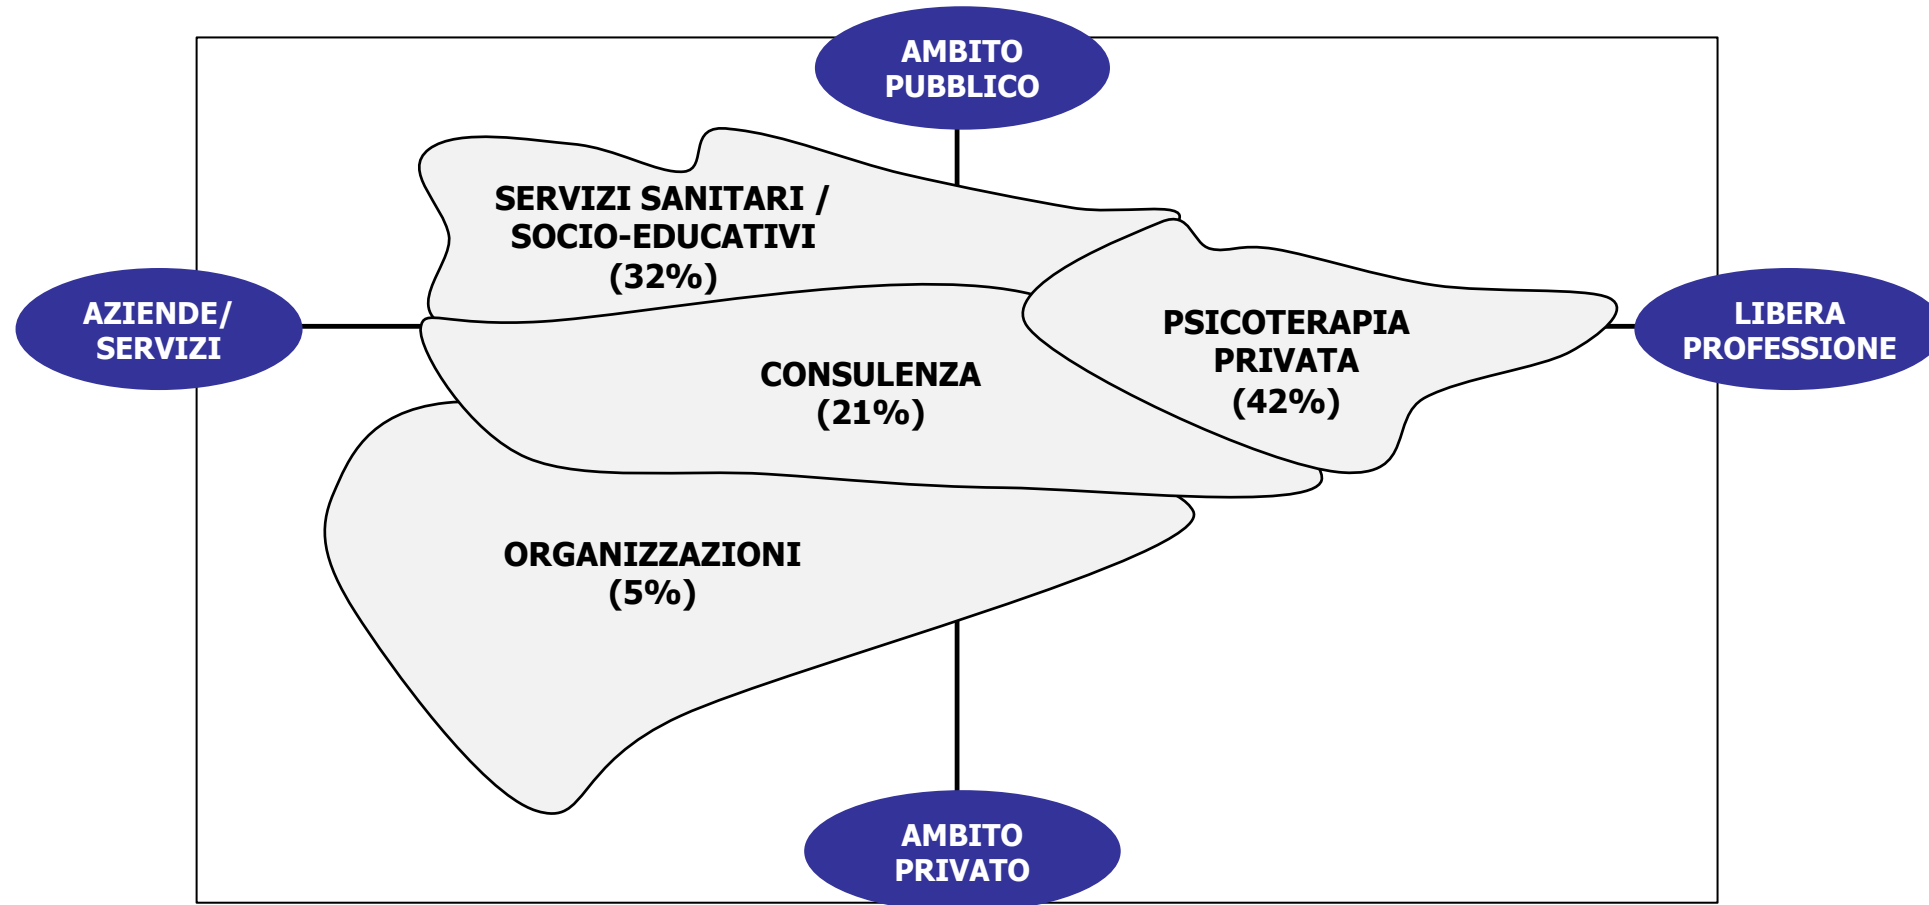 AMBITO
PUBBLICO
SERVIZI SANITARI /
SOCIO-EDUCATIVI
(32%)
AZIENDE/
SERVIZI
PSICOTERAPIA
PRIVATA
(42%)
LIBERA
PROFESSIONE
CONSULENZA
(21%)
ORGANIZZAZIONI
(5%)
AMBITO
PRIVATO